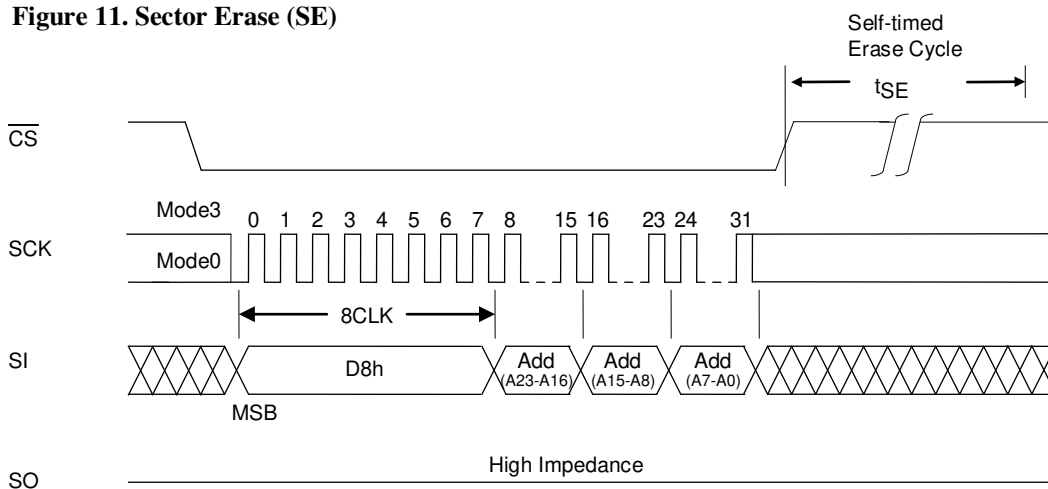 Figure 11. Sector Erase (SE)
Self-timed
Erase Cycle
tSE
CS
Mode3
0 1 2 3 4 5 6 7 8 15 16 23 24 31
SCK
Mode0
8CLK
SI
D8h
Add
(A23-A16)
Add
(A15-A8)
Add
(A7-A0)
MSB
High Impedance
SO